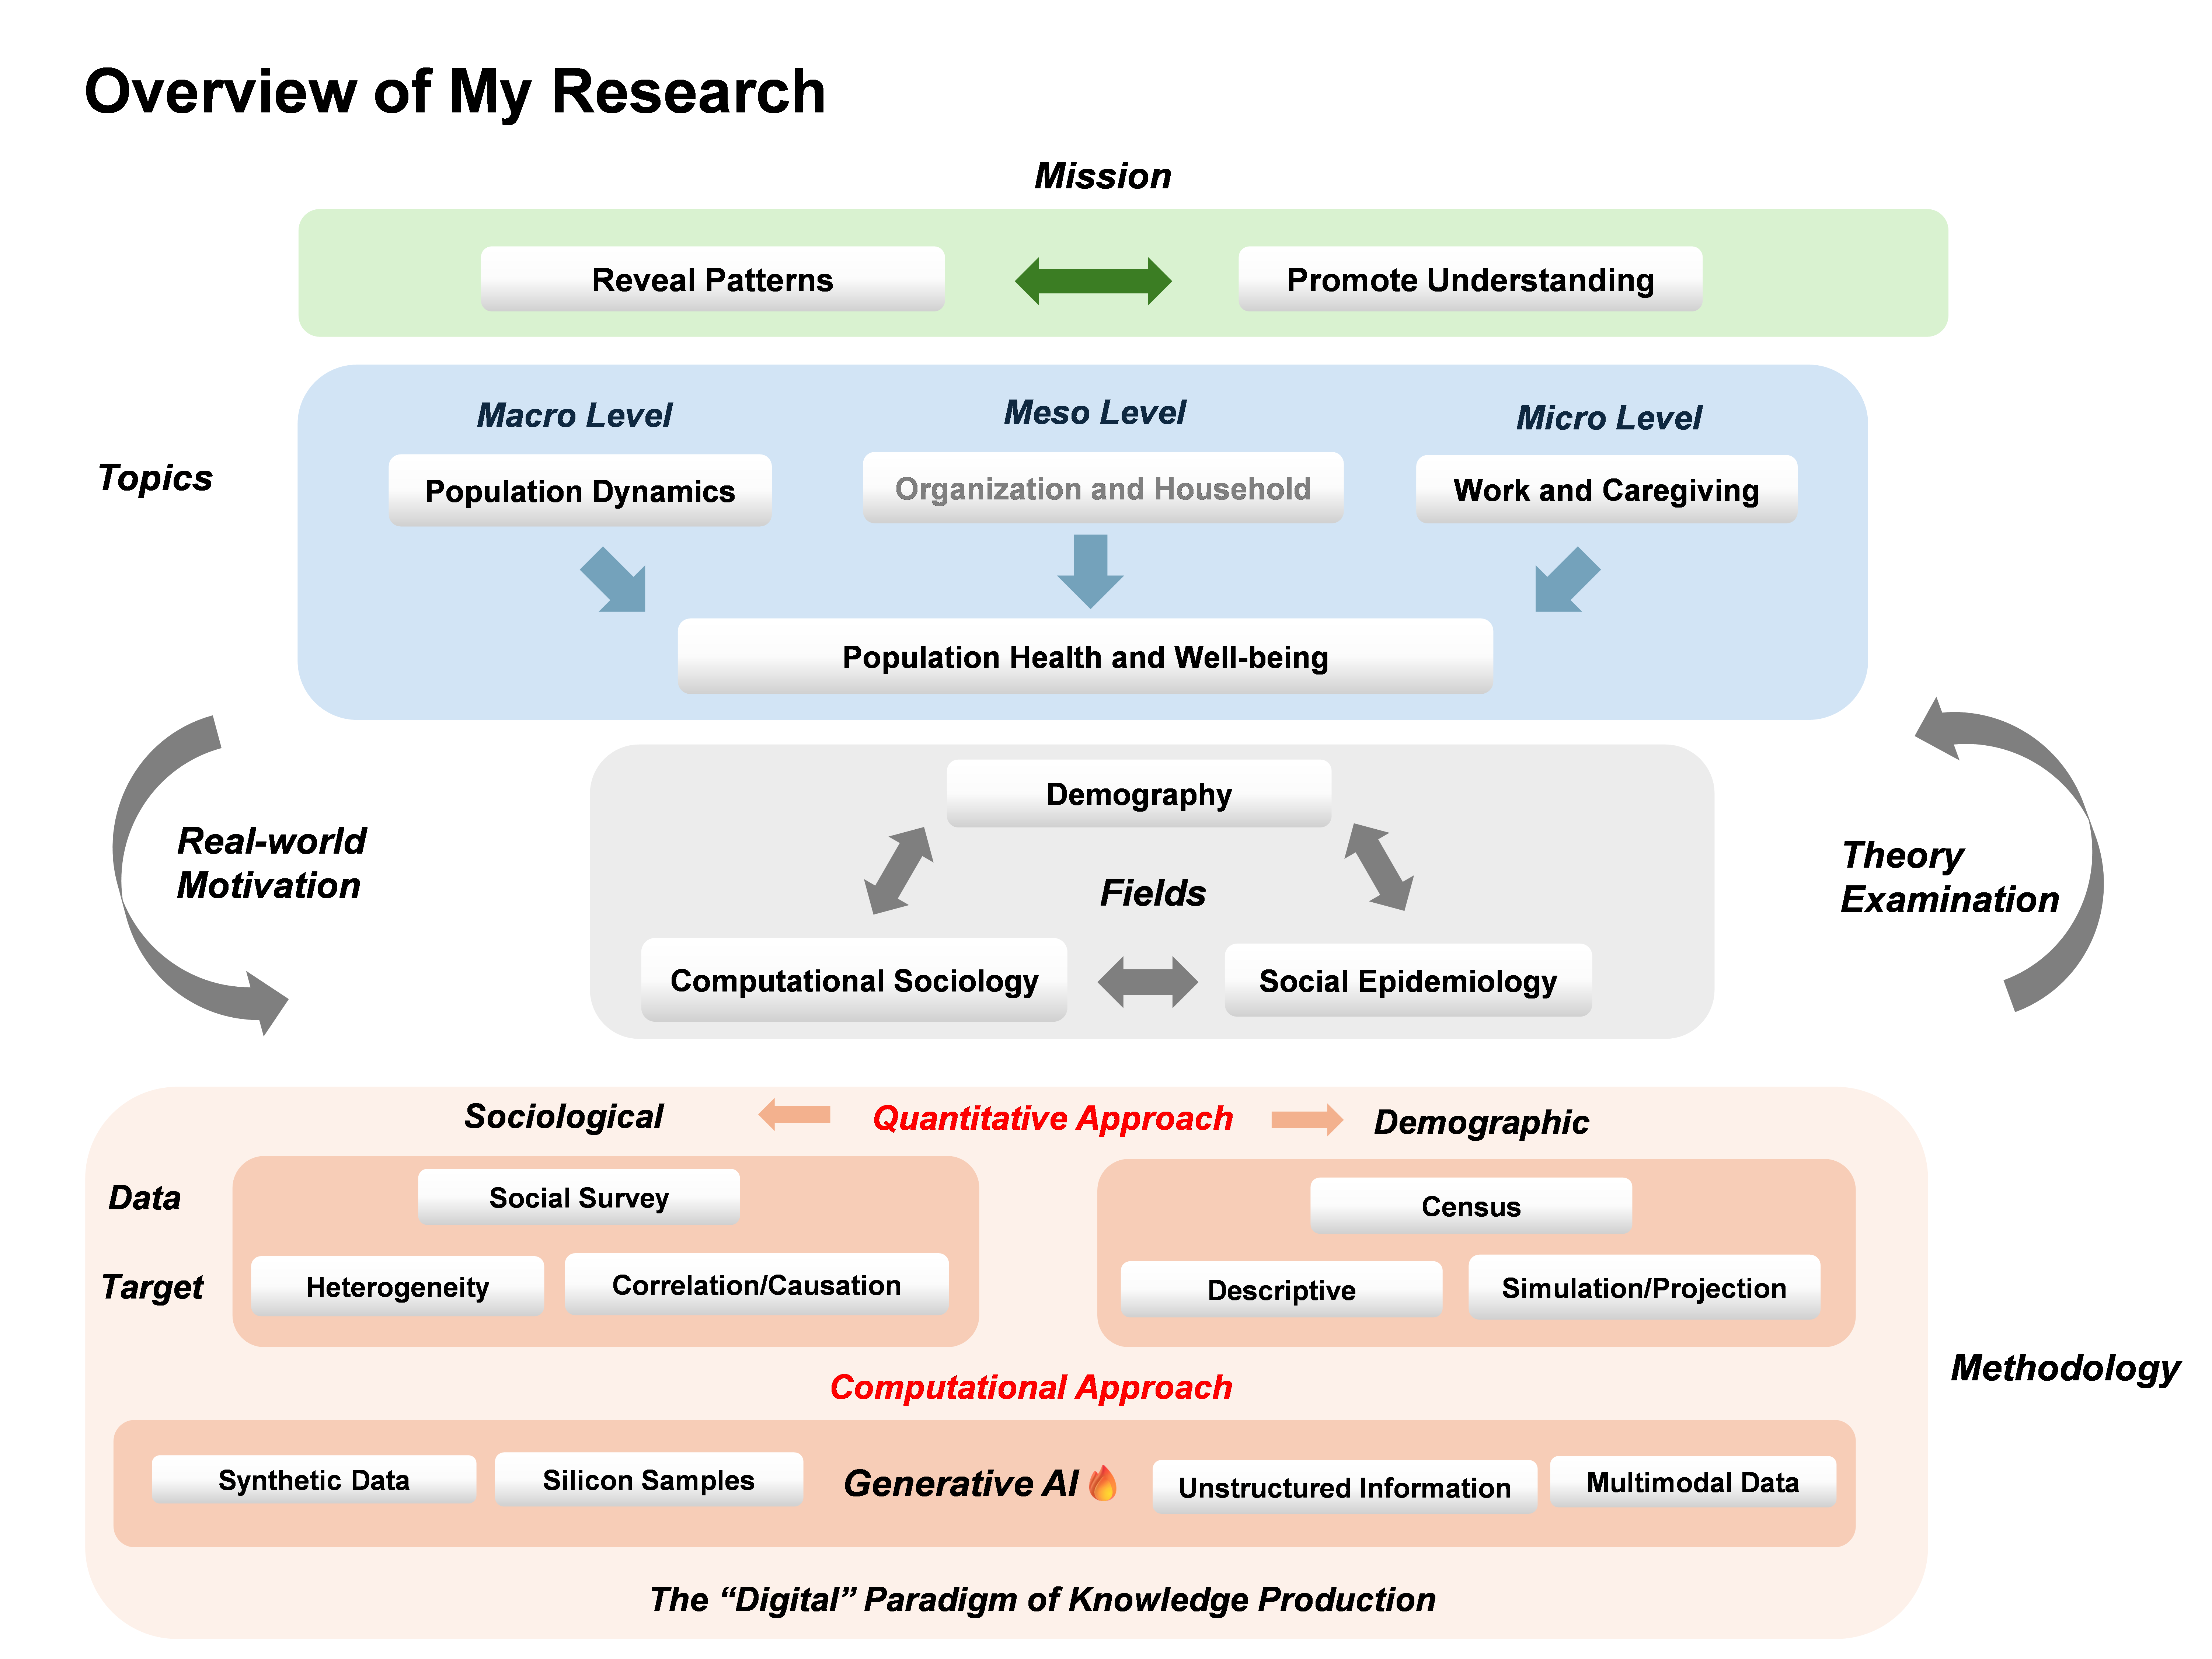 Overview of My Research
Mission
Reveal Patterns
Promote Understanding
Topics
Macro Level
Meso Level
Micro Level
Population Dynamics
Organization and Household
Work and Caregiving
Population Health and Well-being
Real-world
Motivation
Demography
Fields
Computational Sociology
Social Epidemiology
Theory
Examination
Sociological
Quantitative Approach
Demographic
Data
Social Survey
Census
Target
Heterogeneity
Correlation/Causation
Descriptive
Simulation/Projection
Methodology
Computational Approach
Synthetic Data
Silicon Samples
Generative AI
Unstructured Information
Multimodal Data
The “Digital” Paradigm of Knowledge Production